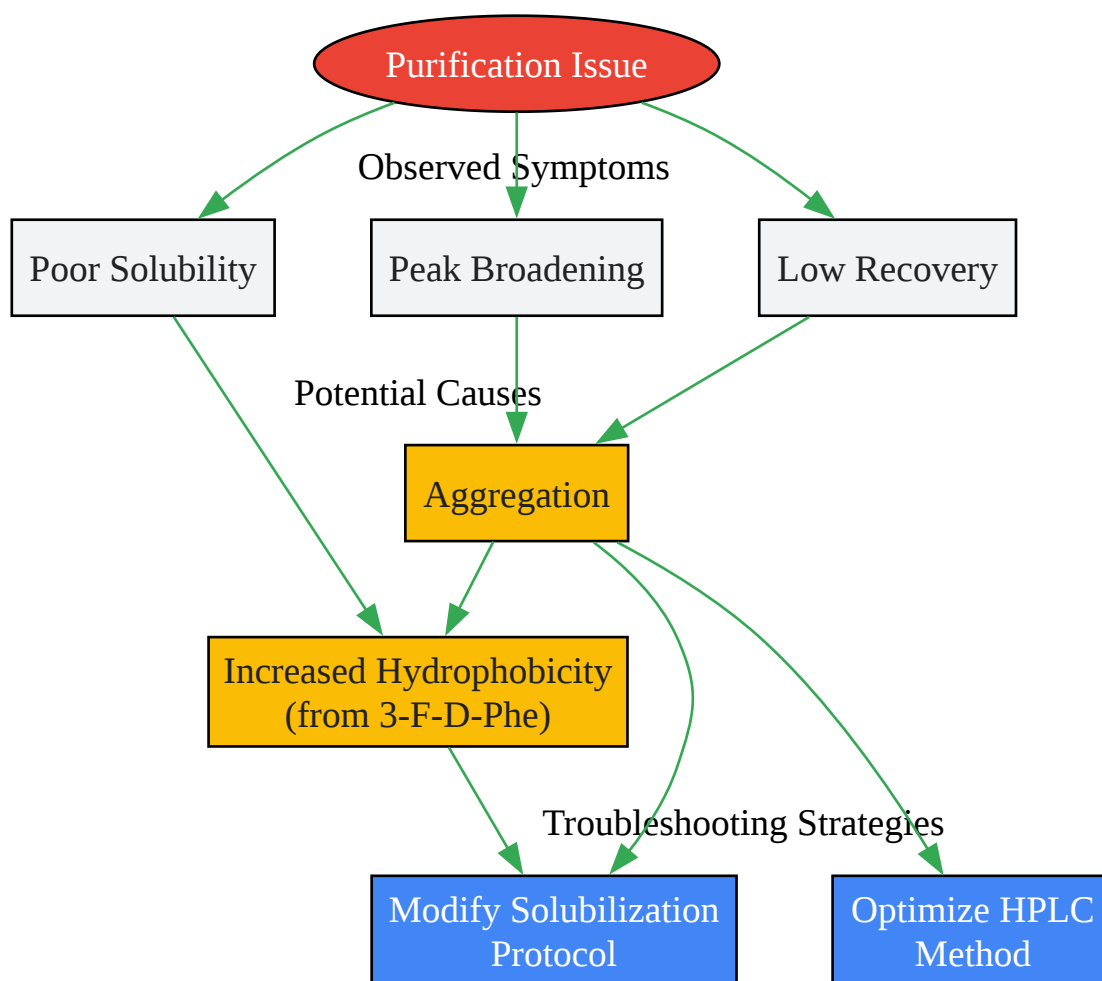 Purification Issue
Observed Symptoms
Poor Solubility
Peak Broadening
Low Recovery
Potential Causes
Aggregation
Increased Hydrophobicity
(from 3-F-D-Phe)
Troubleshooting Strategies
Modify Solubilization
Protocol
Optimize HPLC
Method